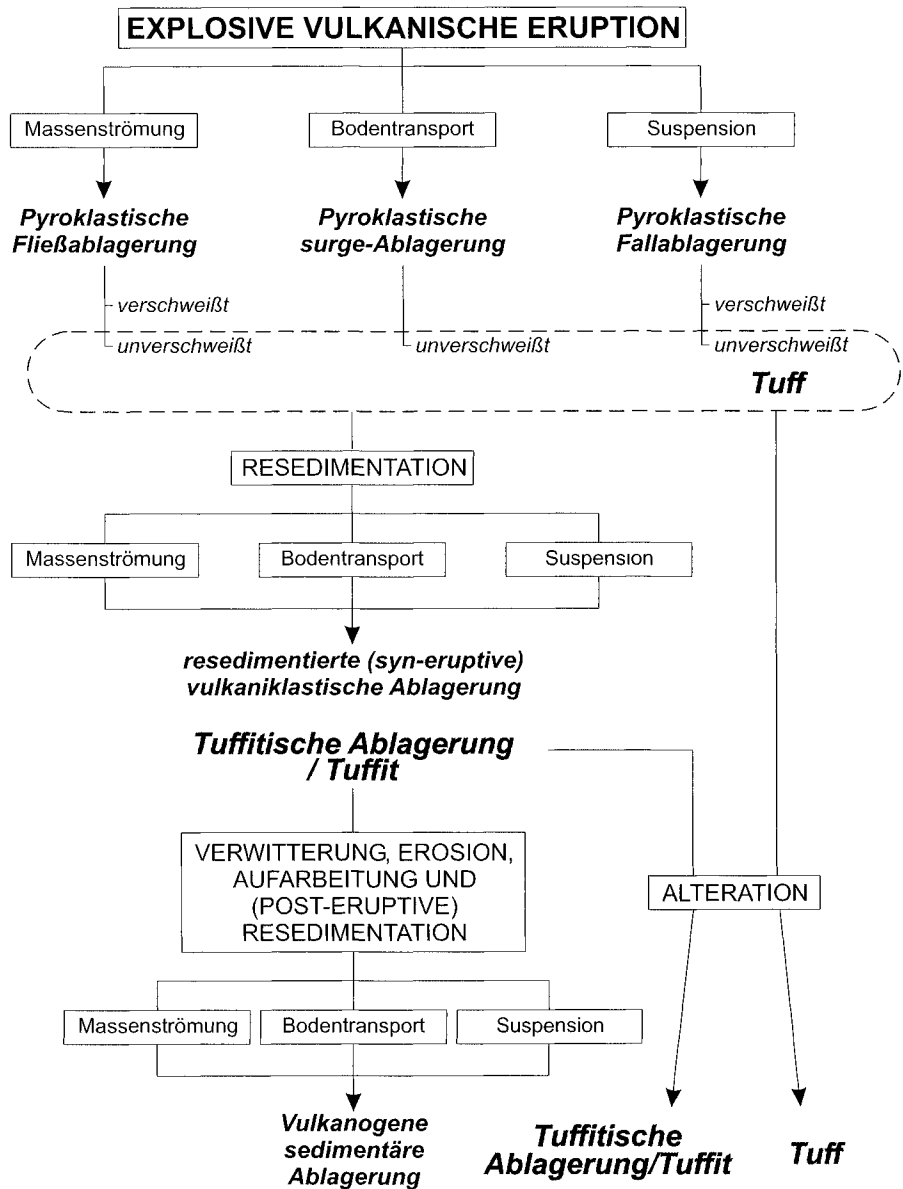 EXPLOSIVE VULKANISCHE ERUPTION
Massenströmung
Bodentransport
Suspension
Pyroklastische
Fließablagerung
Pyroklastische
surge-Ablagerung
Pyroklastische
Fallablagerung
verschweißt
verschweißt
unverschweißt
unverschweißt
unverschweißt
Tuff
RESEDIMENTATION
Massenströmung
Bodentransport
Suspension
resedimentierte (syn-eruptive)
vulkaniklastische Ablagerung
Tuffitische Ablagerung
/ Tuffit
VERWITTERUNG, EROSION,
AUFARBEITUNG UND
(POST-ERUPTIVE)
RESEDIMENTATION
ALTERATION
Massenströmung
Bodentransport
Suspension
Vulkanogene
sedimentäre
Ablagerung
Tuffitische
Ablagerung/Tuffit
Tuff